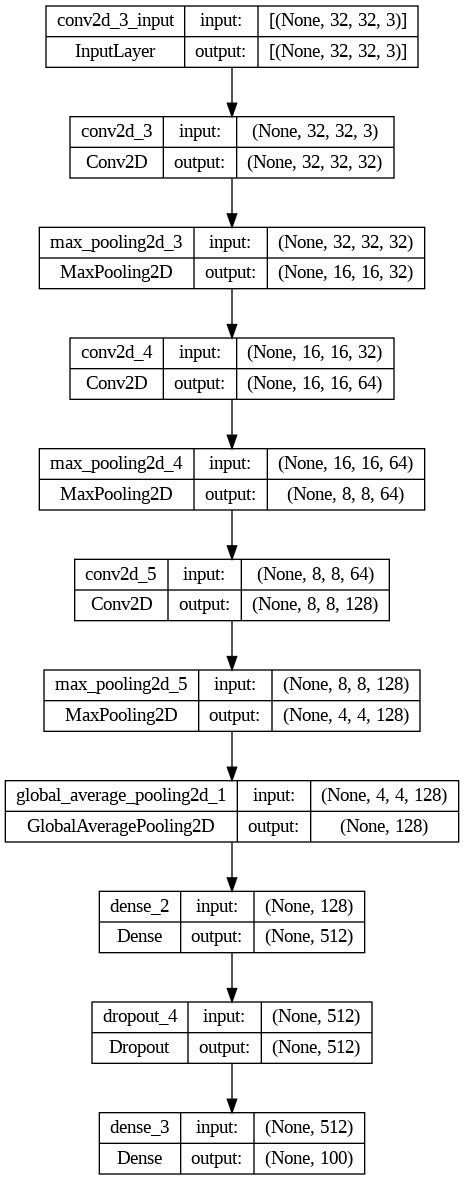 conv2d_3_input input: [(None, 32, 32, 3)]
InputLayer output: [(None, 32, 32, 3)]
conv2d_3 input: (None, 32, 32, 3)
Conv2D output: (None, 32, 32, 32)
max_pooling2d_3 input: (None, 32, 32, 32)
MaxPooling2D output: (None, 16, 16, 32)
conv2d_4 input: (None, 16, 16, 32)
Conv2D output: (None, 16, 16, 64)
max_pooling2d_4 input: (None, 16, 16, 64)
MaxPooling2D output: (None, 8, 8, 64)
conv2d_5 input: (None, 8, 8, 64)
Conv2D output: (None, 8, 8, 128)
max_pooling2d_5 input: (None, 8, 8, 128)
MaxPooling2D output: (None, 4, 4, 128)
global_average_pooling2d_1 input: (None, 4, 4, 128)
GlobalAveragePooling2D output: (None, 128)
dense_2 input: (None, 128)
Dense output: (None, 512)
dropout_4 input: (None, 512)
Dropout output: (None, 512)
dense_3 input: (None, 512)
Dense output: (None, 100)